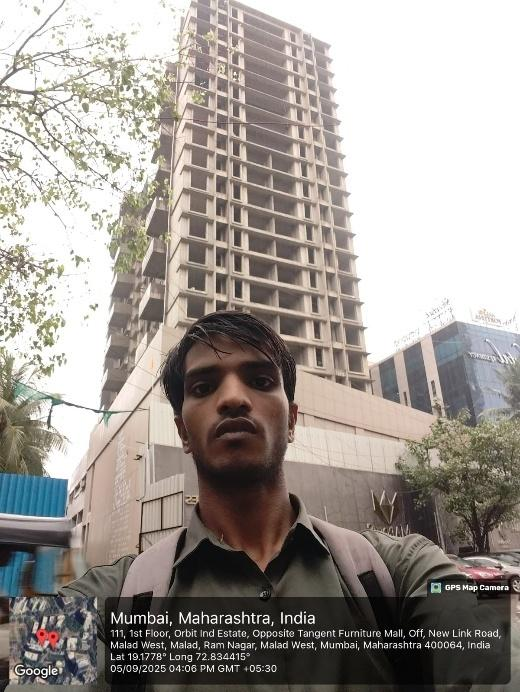 GPS Map Camera
Mumbai, Maharashtra, India
111, 1st Floor, Orbit Ind Estate, Opposite Tangent Furniture Mall, Off, New Link Road,
Malad West, Malad, Ram Nagar, Malad West, Mumbai, Maharashtra 400064, India
Lat 19.1778° Long 72.834415°
05/09/2025 04:06 PM GMT +05:30
Google